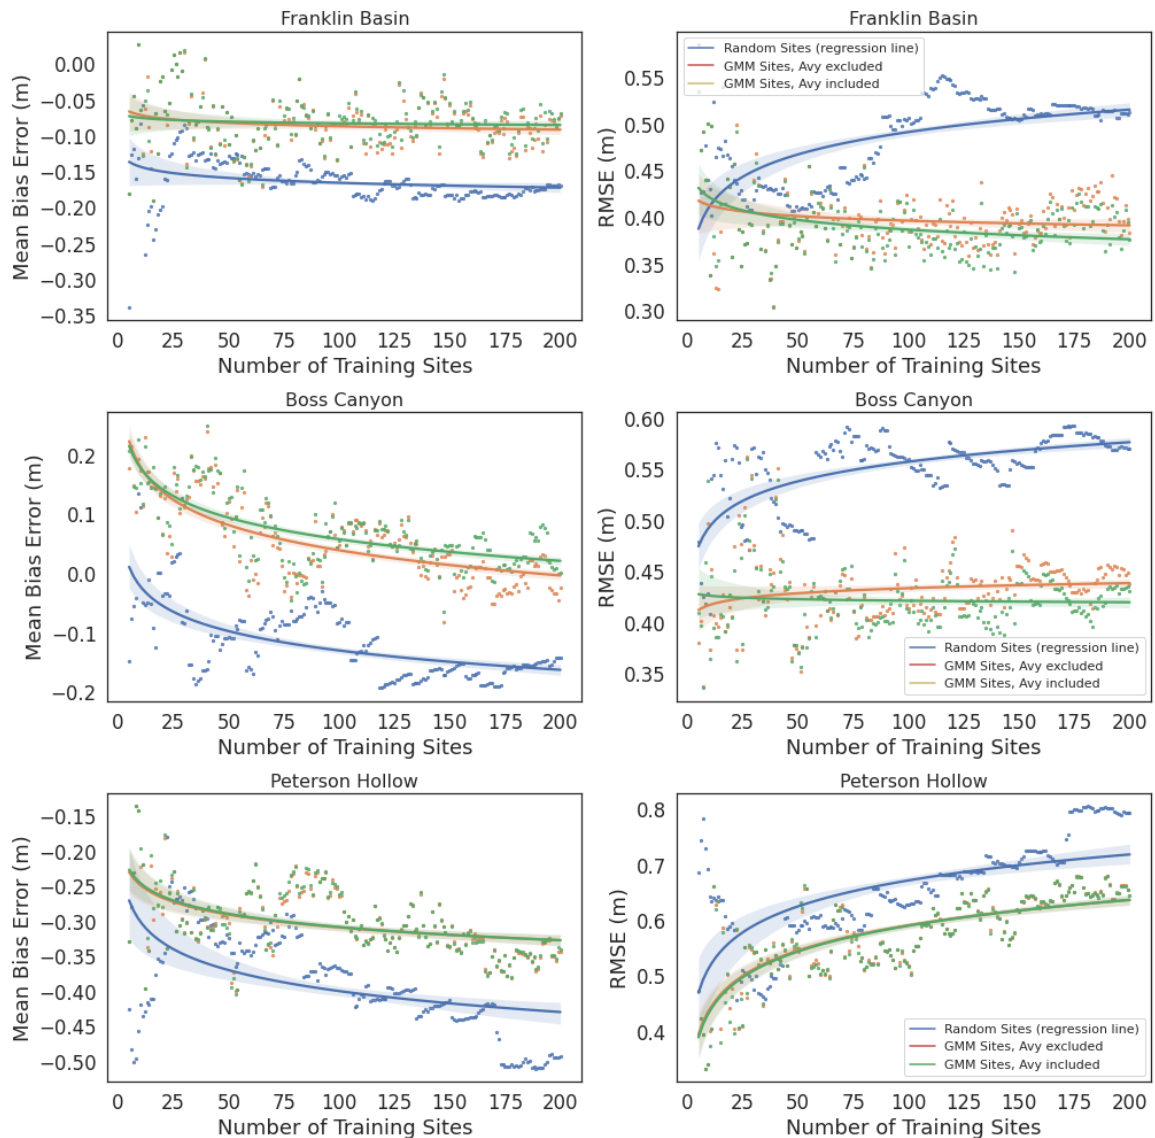 Franklin Basin
Mean Bias Error (m)
0.00
−0.05
−0.10
−0.15
−0.20
−0.25
−0.30
−0.35
0 25 50 75 100 125 150 175 200
Number of Training Sites
Franklin Basin
RMSE (m)
0.55
0.50
0.45
0.40
0.35
0.30
Random Sites (regression line)
GMM Sites, Avy excluded
GMM Sites, Avy included
0 25 50 75 100 125 150 175 200
Number of Training Sites
Boss Canyon
Mean Bias Error (m)
0.2
0.1
0.0
−0.1
−0.2
0 25 50 75 100 125 150 175 200
Number of Training Sites
Boss Canyon
RMSE (m)
0.60
0.55
0.50
0.45
0.40
0.35
Random Sites (regression line)
GMM Sites, Avy excluded
GMM Sites, Avy included
0 25 50 75 100 125 150 175 200
Number of Training Sites
Peterson Hollow
Mean Bias Error (m)
−0.15
−0.20
−0.25
−0.30
−0.35
−0.40
−0.45
−0.50
0 25 50 75 100 125 150 175 200
Number of Training Sites
Peterson Hollow
RMSE (m)
0.8
0.7
0.6
0.5
0.4
Random Sites (regression line)
GMM Sites, Avy excluded
GMM Sites, Avy included
0 25 50 75 100 125 150 175 200
Number of Training Sites